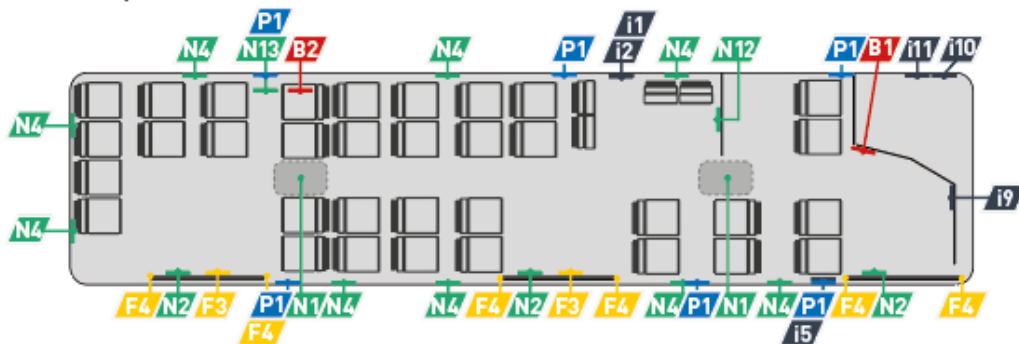 P1 i1
N4 N13 B2 N4 P1 i2 N4 N12 P1 B1 i11 i10
N4
i9
N4
F4 N2 F3 P1 N1 N4 N4 F4 N2 F3 F4 N4 P1 N1 N4 P1 F4 N2 F4
F4 i5